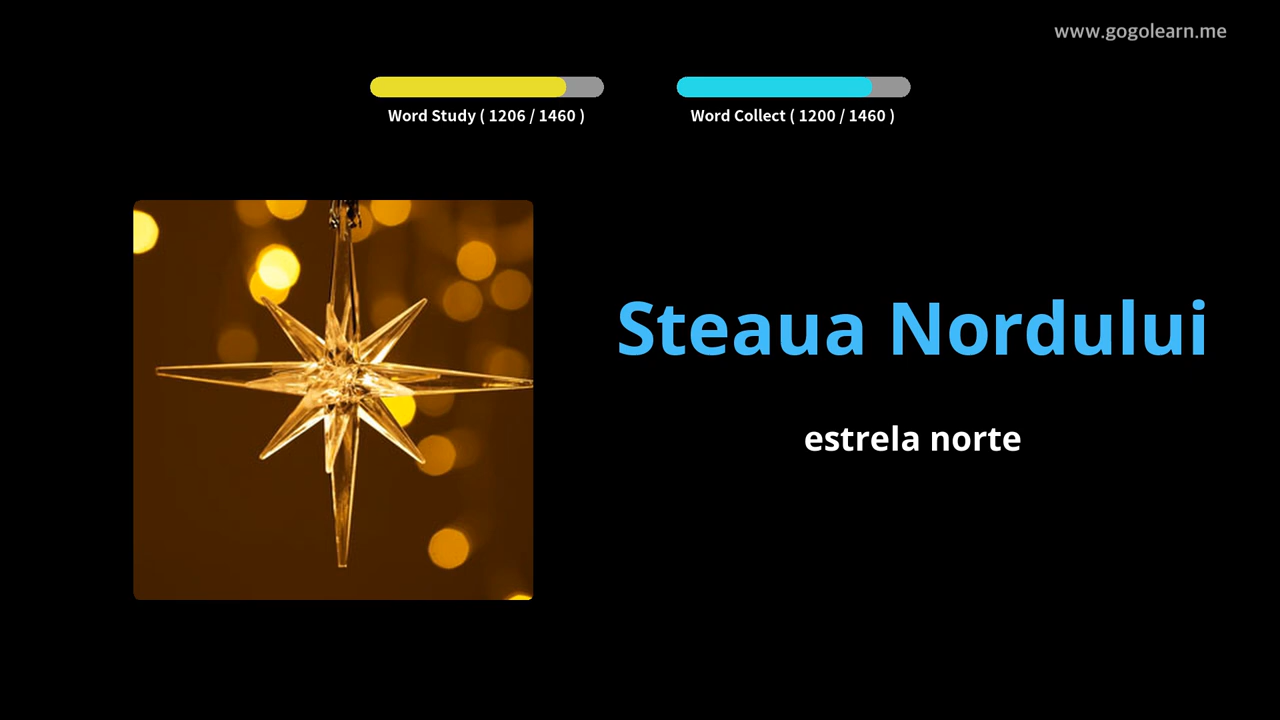 www.gogolearn.me
Word Study ( 1206 / 1460 )
Word Collect ( 1200 / 1460 )
Steaua Nordului
estrela norte